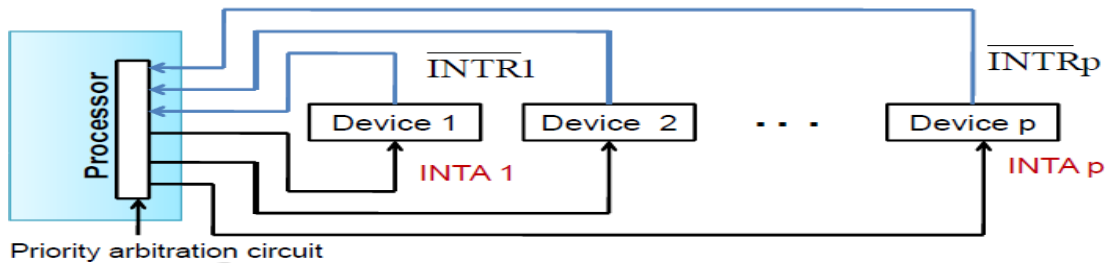 INTR1
INTRp
Processor
Device 1
Device 2
. . .
Device p
INTA 1
INTA p
Priority arbitration circuit